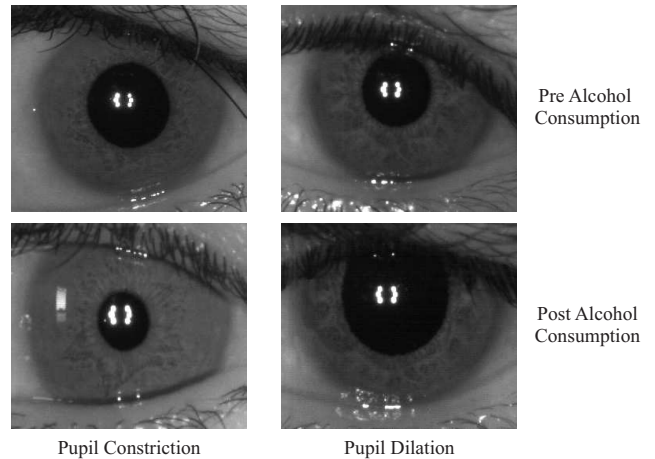 Pre Alcohol
Consumption
Post Alcohol
Consumption
Pupil Constriction
Pupil Dilation